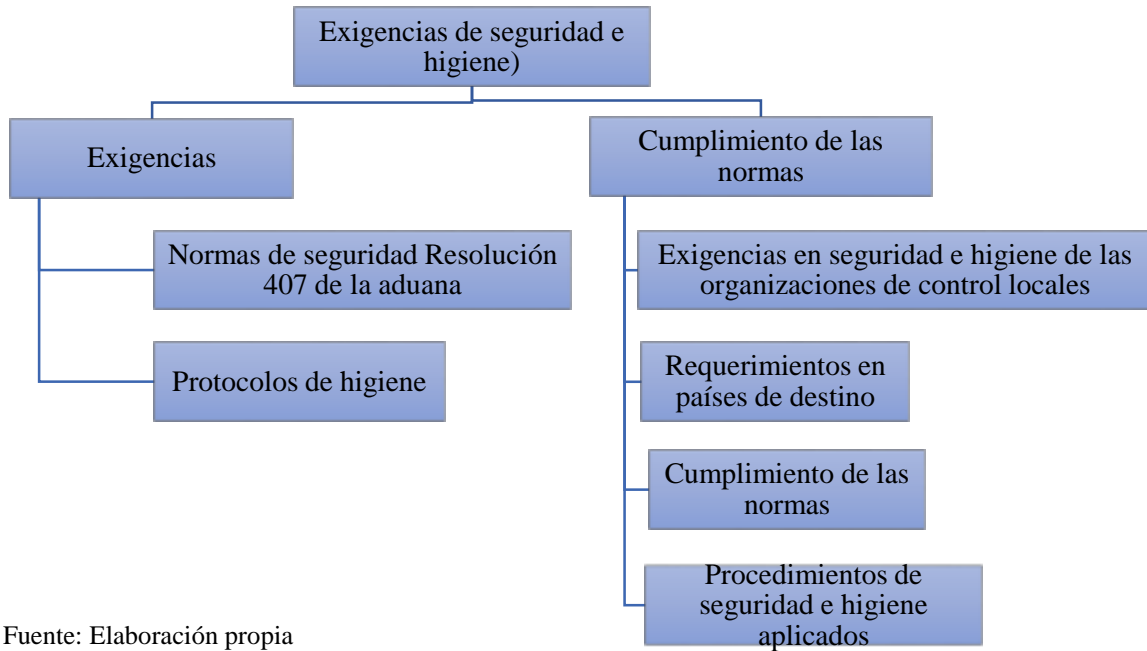 Exigencias de seguridad e
higiene)
Exigencias
Normas de seguridad Resolución
407 de la aduana
Protocolos de higiene
Cumplimiento de las
normas
Exigencias en seguridad e higiene de las
organizaciones de control locales
Requerimientos en
países de destino
Cumplimiento de las
normas
Procedimientos de
seguridad e higiene
aplicados
Fuente: Elaboración propia